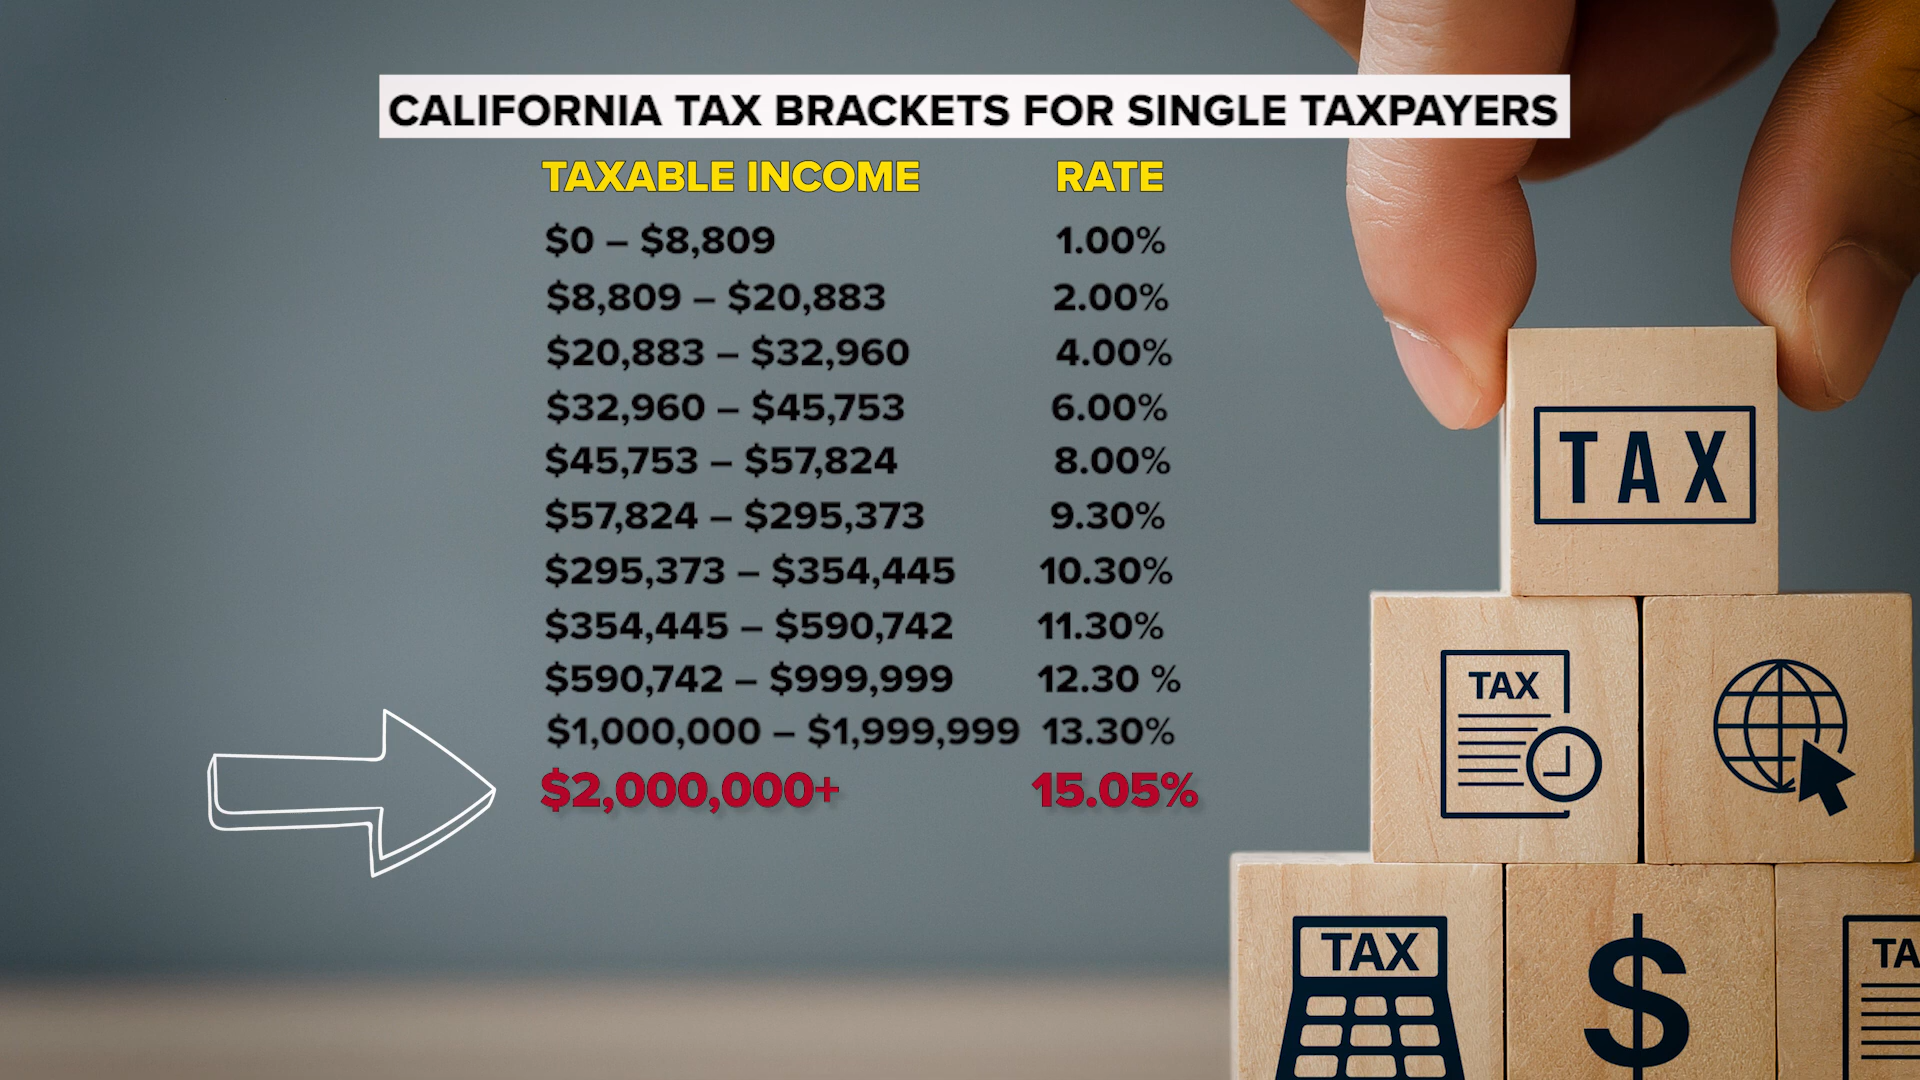 CALIFORNIA TAX BRACKETS FOR SINGLE TAXPAYERS
TAXABLE INCOME RATE
$0 – $8,809 1.00%
$8,809 – $20,883 2.00%
$20,883 – $32,960 4.00%
$32,960 – $45,753 6.00%
$45,753 – $57,824 8.00%
$57,824 – $295,373 9.30%
$295,373 – $354,445 10.30%
$354,445 – $590,742 11.30%
$590,742 – $999,999 12.30 %
$1,000,000 – $1,999,999 13.30%
$2,000,000+ 15.05%
TAX
TAX
TAX
$
TA